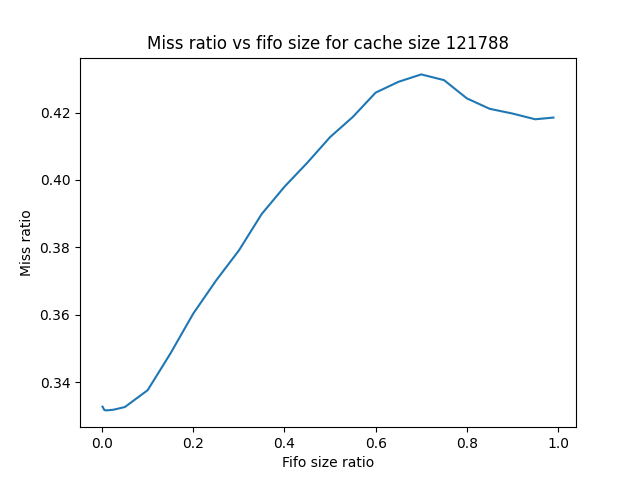 Miss ratio vs fifo size for cache size 121788
0.42
0.40
0.38
0.36
0.34
Miss ratio
0.0 0.2 0.4 0.6 0.8 1.0
Fifo size ratio